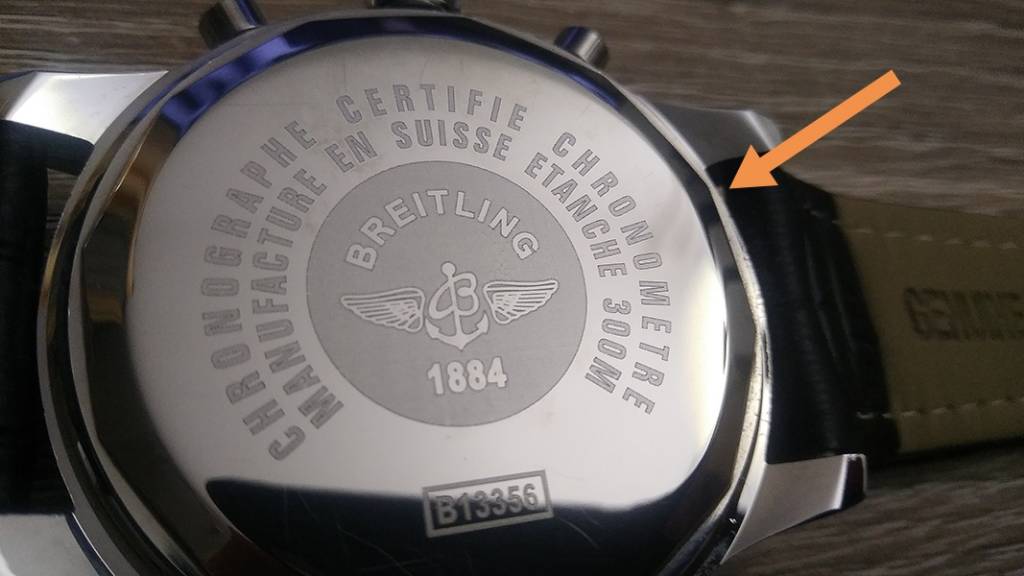 CHRONOGRAPHE CERTIFIE CHRONOMETRE
MANUFACTURE EN SUISSE ETANCHE 300M
BREITLING
1884
B13356